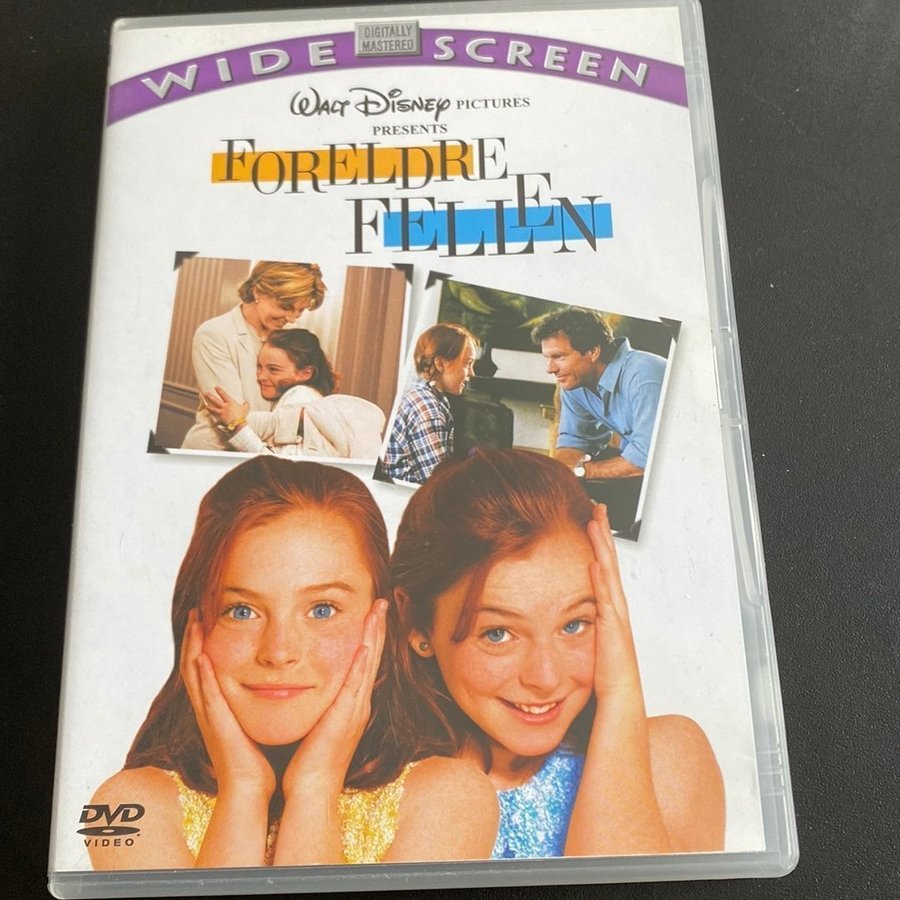 WIDE DIGITALLY MASTERED SCREEN
WALT DISNEY PICTURES
PRESENTS
FORELDRE
FELLEN
DVD
VIDEO